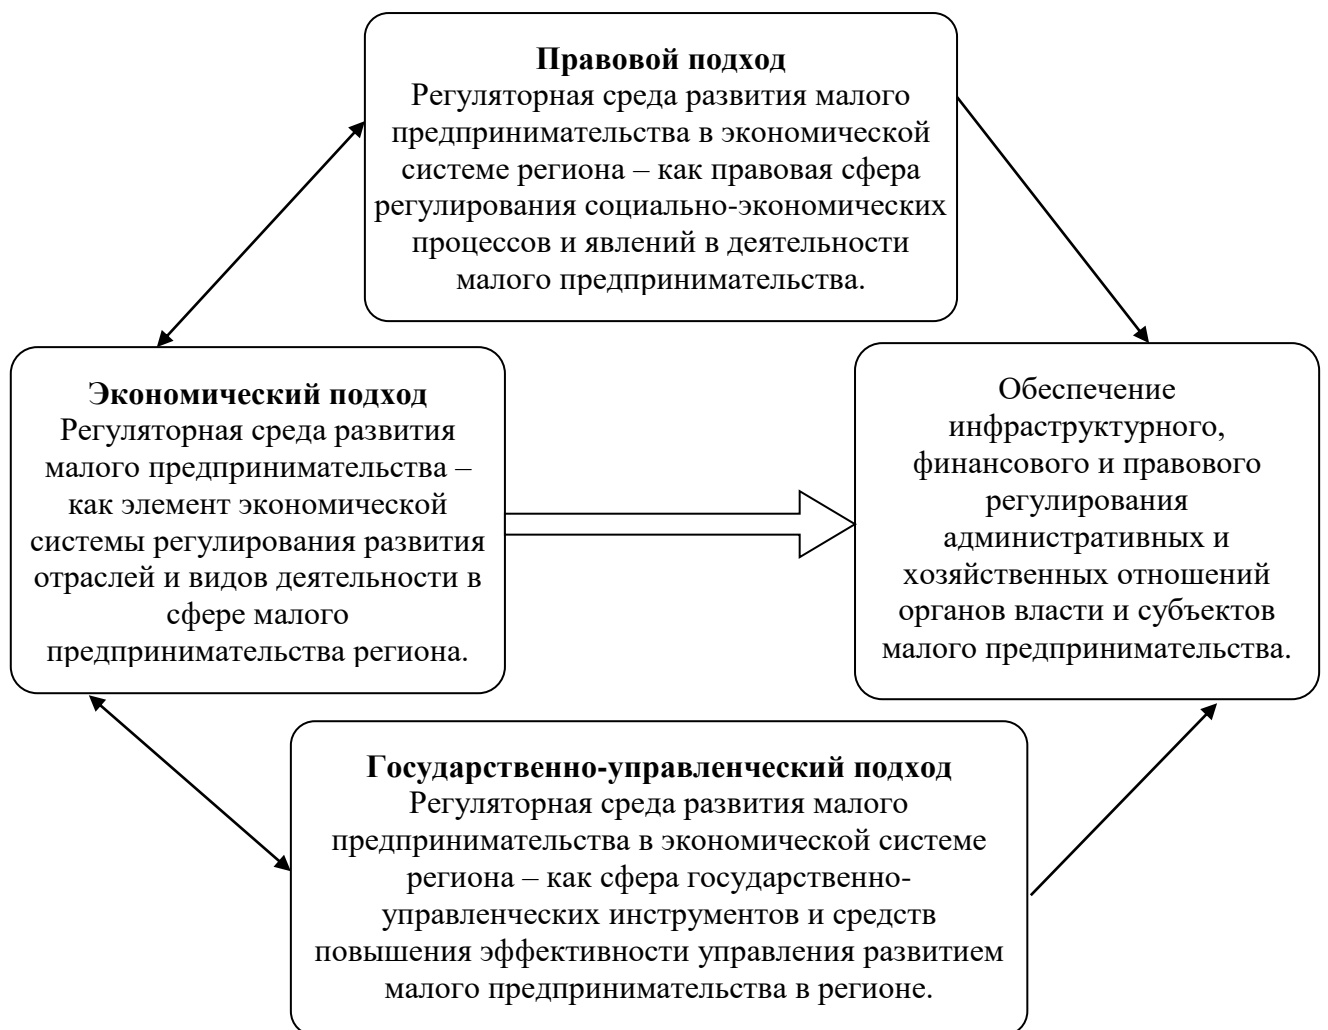 Правовой подход
Регуляторная среда развития малого
предпринимательства в экономической
системе региона – как правовая сфера
регулирования социально-экономических
процессов и явлений в деятельности
малого предпринимательства.
Экономический подход
Регуляторная среда развития
малого предпринимательства –
как элемент экономической
системы регулирования развития
отраслей и видов деятельности в
сфере малого
предпринимательства региона.
Обеспечение
инфраструктурного,
финансового и правового
регулирования
административных и
хозяйственных отношений
органов власти и субъектов
малого предпринимательства.
Государственно-управленческий подход
Регуляторная среда развития малого
предпринимательства в экономической системе
региона – как сфера государственно-
управленческих инструментов и средств
повышения эффективности управления развитием
малого предпринимательства в регионе.